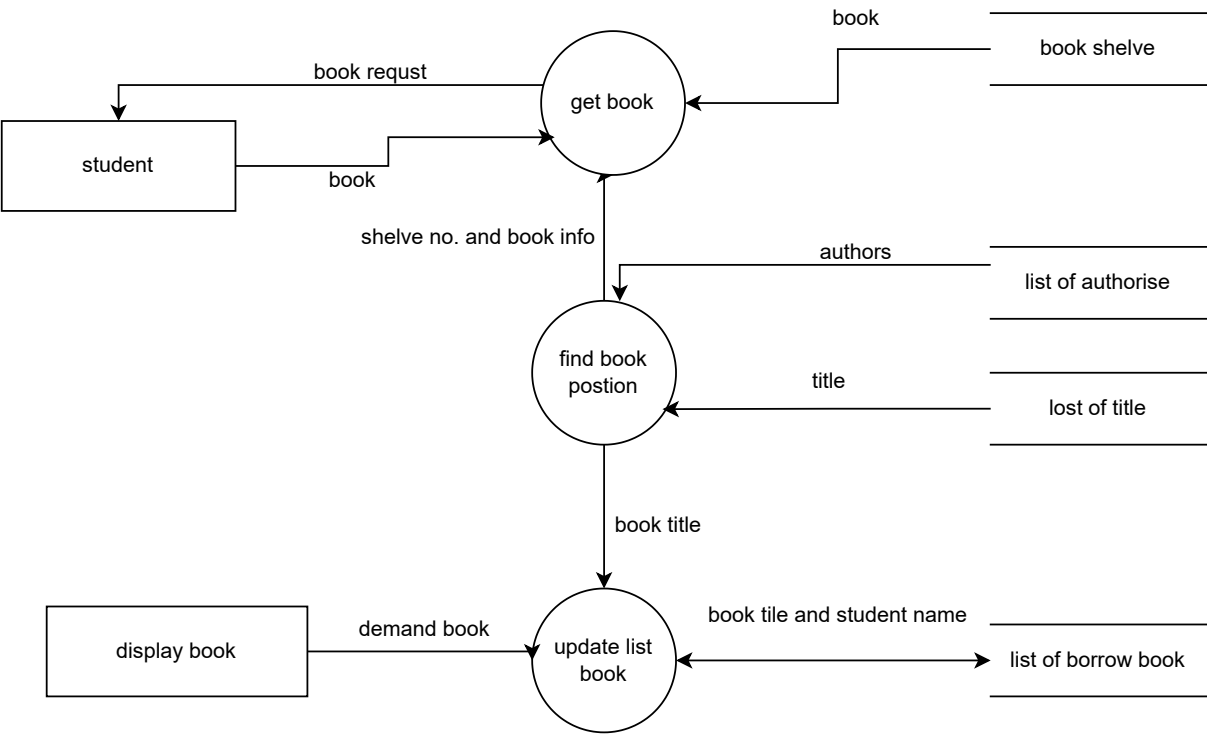 book
book shelve
book requst
get book
student
book
shelve no. and book info
authors
list of authorise
find book
postion
title
lost of title
book title
book tile and student name
demand book
display book
update list
book
list of borrow book